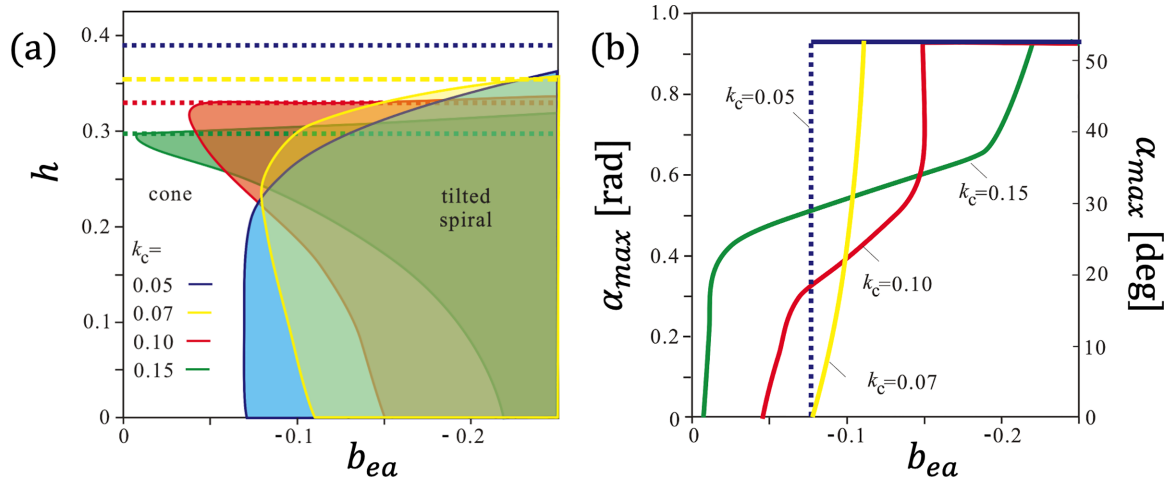 (a)
0.4
0.3
0.2
0.1
0
h
cone
tilted
spiral
k_c=
0.05
0.07
0.10
0.15
0
-0.1
-0.2
b_ea
(b)
1.0
0.8
0.6
0.4
0.2
0
α_max [rad]
k_c=0.05
k_c=0.15
k_c=0.10
k_c=0.07
50
40
30
20
10
0
α_max [deg]
0
-0.1
-0.2
b_ea